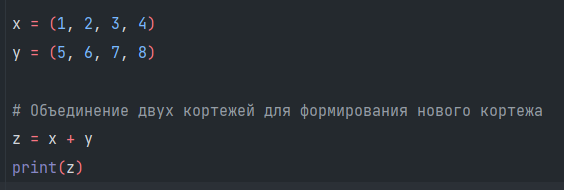 x = (1, 2, 3, 4)
y = (5, 6, 7, 8)
# Объединение двух кортежей для формирования нового кортежа
z = x + y
print(z)